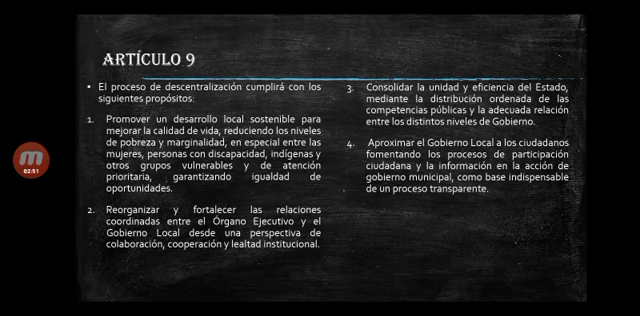 ARTÍCULO 9
▪ El proceso de descentralización cumplirá con los
siguientes propósitos:
1. Promover un desarrollo local sostenible para
mejorar la calidad de vida, reduciendo los niveles
de pobreza y marginalidad, en especial entre las
mujeres, personas con discapacidad, indígenas y
otros grupos vulnerables y de atención
prioritaria, garantizando igualdad de
oportunidades.
2. Reorganizar y fortalecer las relaciones
coordinadas entre el Órgano Ejecutivo y el
Gobierno Local desde una perspectiva de
colaboración, cooperación y lealtad institucional.
3. Consolidar la unidad y eficiencia del Estado,
mediante la distribución ordenada de las
competencias públicas y la adecuada relación
entre los distintos niveles de Gobierno.
4. Aproximar el Gobierno Local a los ciudadanos
fomentando los procesos de participación
ciudadana y la información en la acción de
gobierno municipal, como base indispensable
de un proceso transparente.
m
02:51